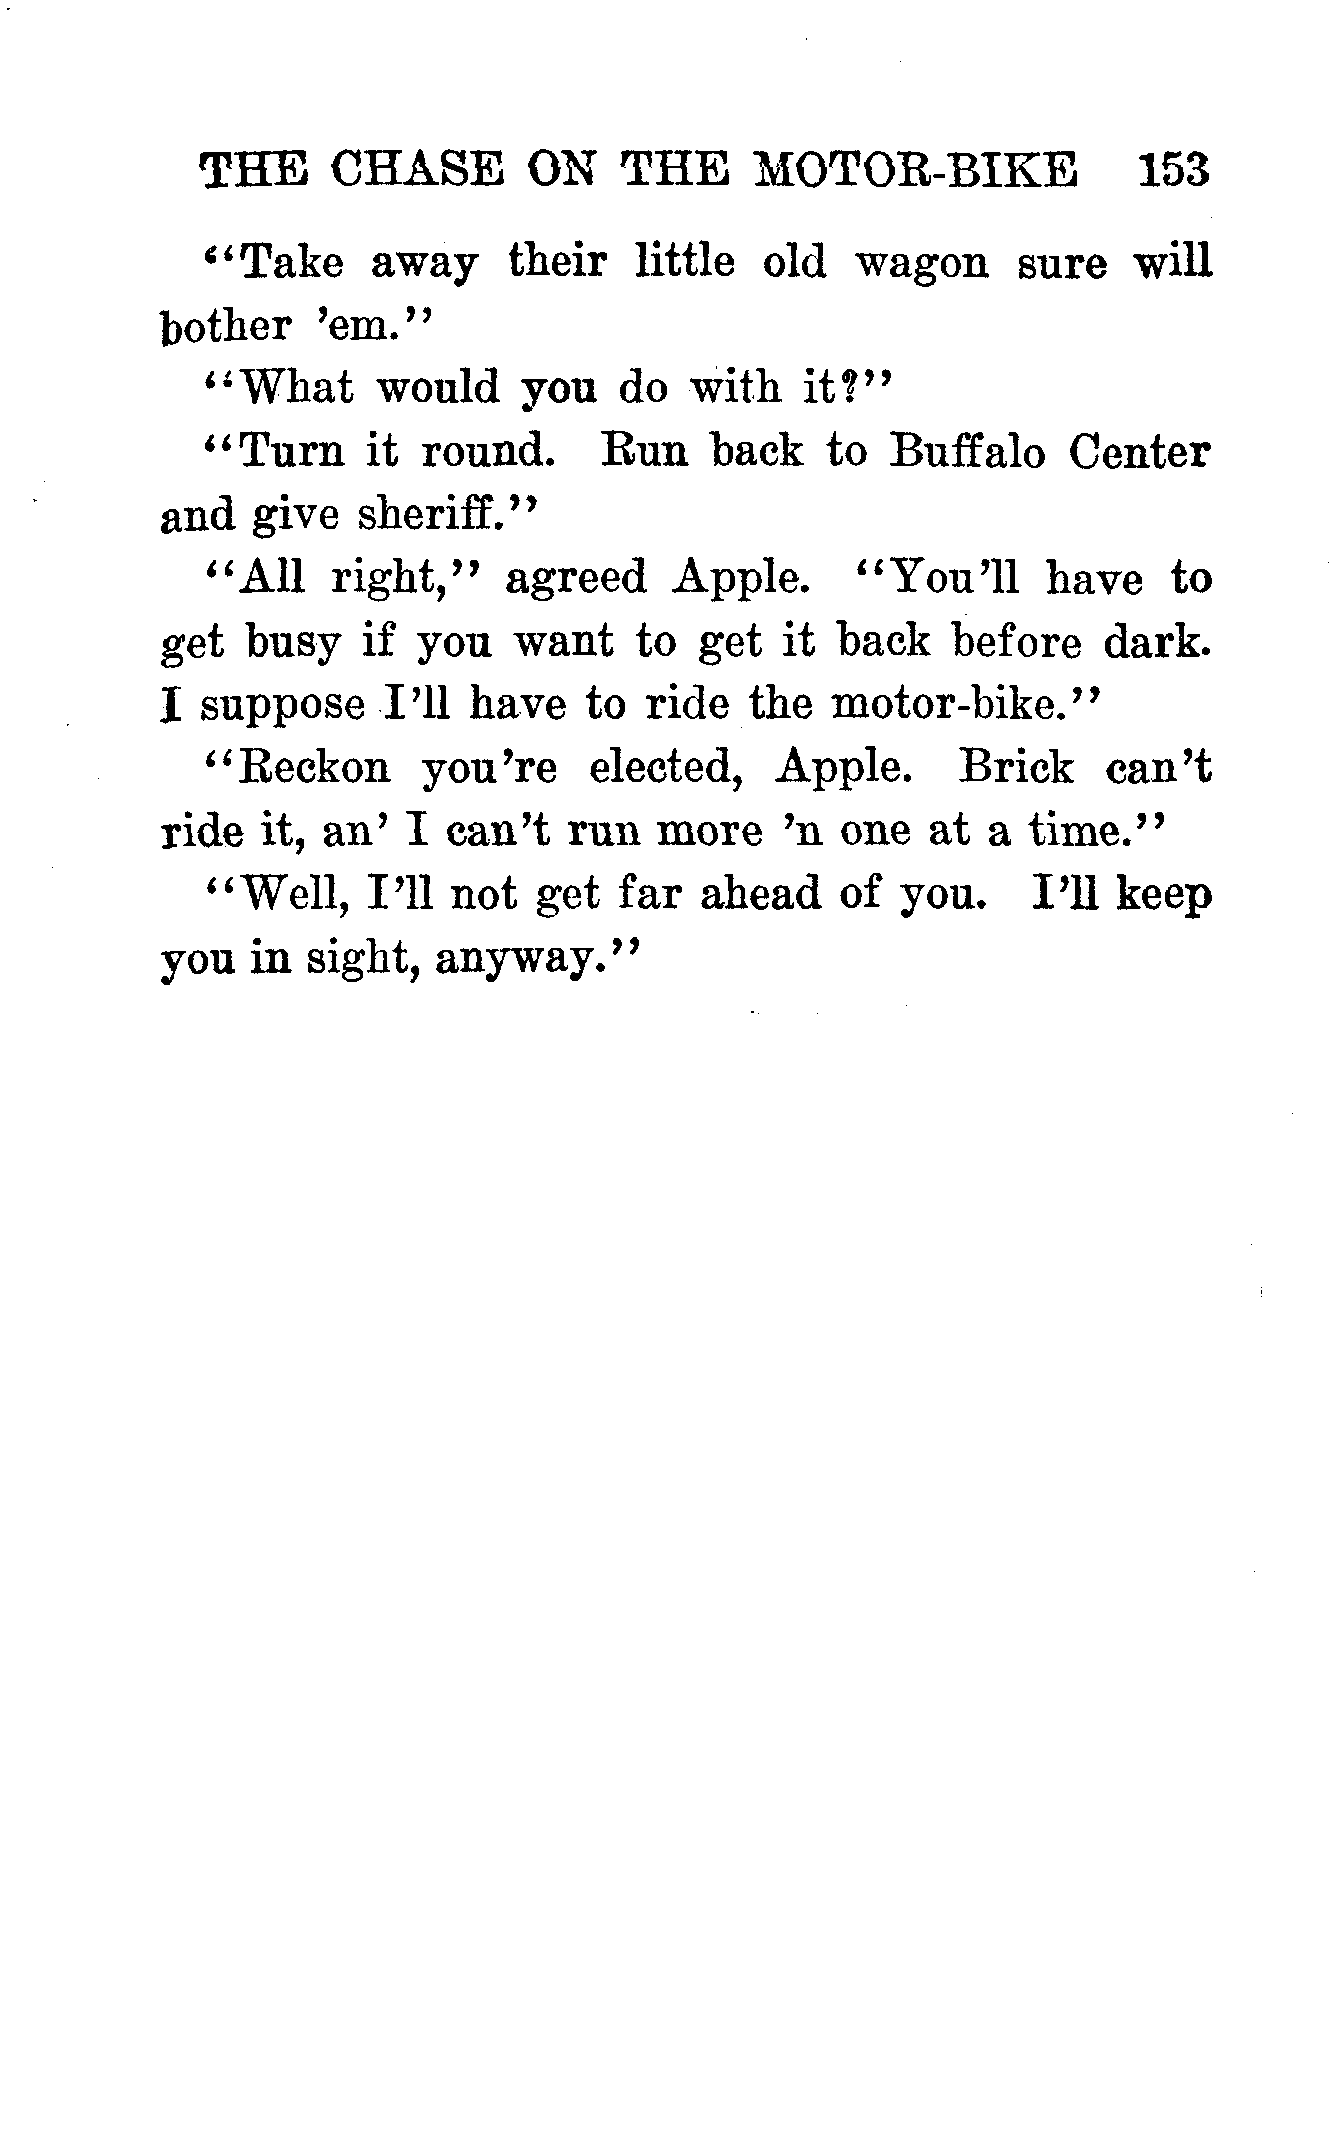 THE CHASE ON THE MOTOR-BIKE 153
“Take away their little old wagon sure will
bother ’em.”
“What would you do with it?”
“Turn it round. Run back to Buffalo Center
and give sheriff.”
“All right,” agreed Apple. “You’ll have to
get busy if you want to get it back before dark.
I suppose I’ll have to ride the motor-bike.”
“Reckon you’re elected, Apple. Brick can’t
ride it, an’ I can’t run more ’n one at a time.”
“Well, I’ll not get far ahead of you. I’ll keep
you in sight, anyway.”